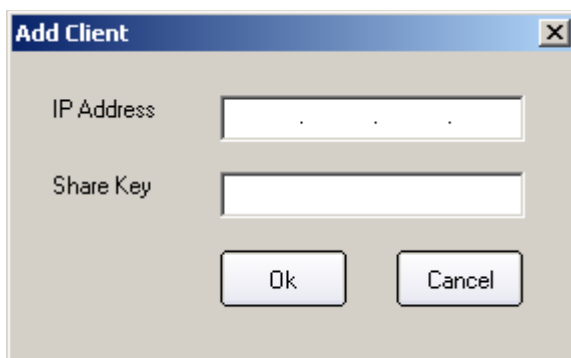 Add Client
IP Address . . .
Share Key
Ok Cancel